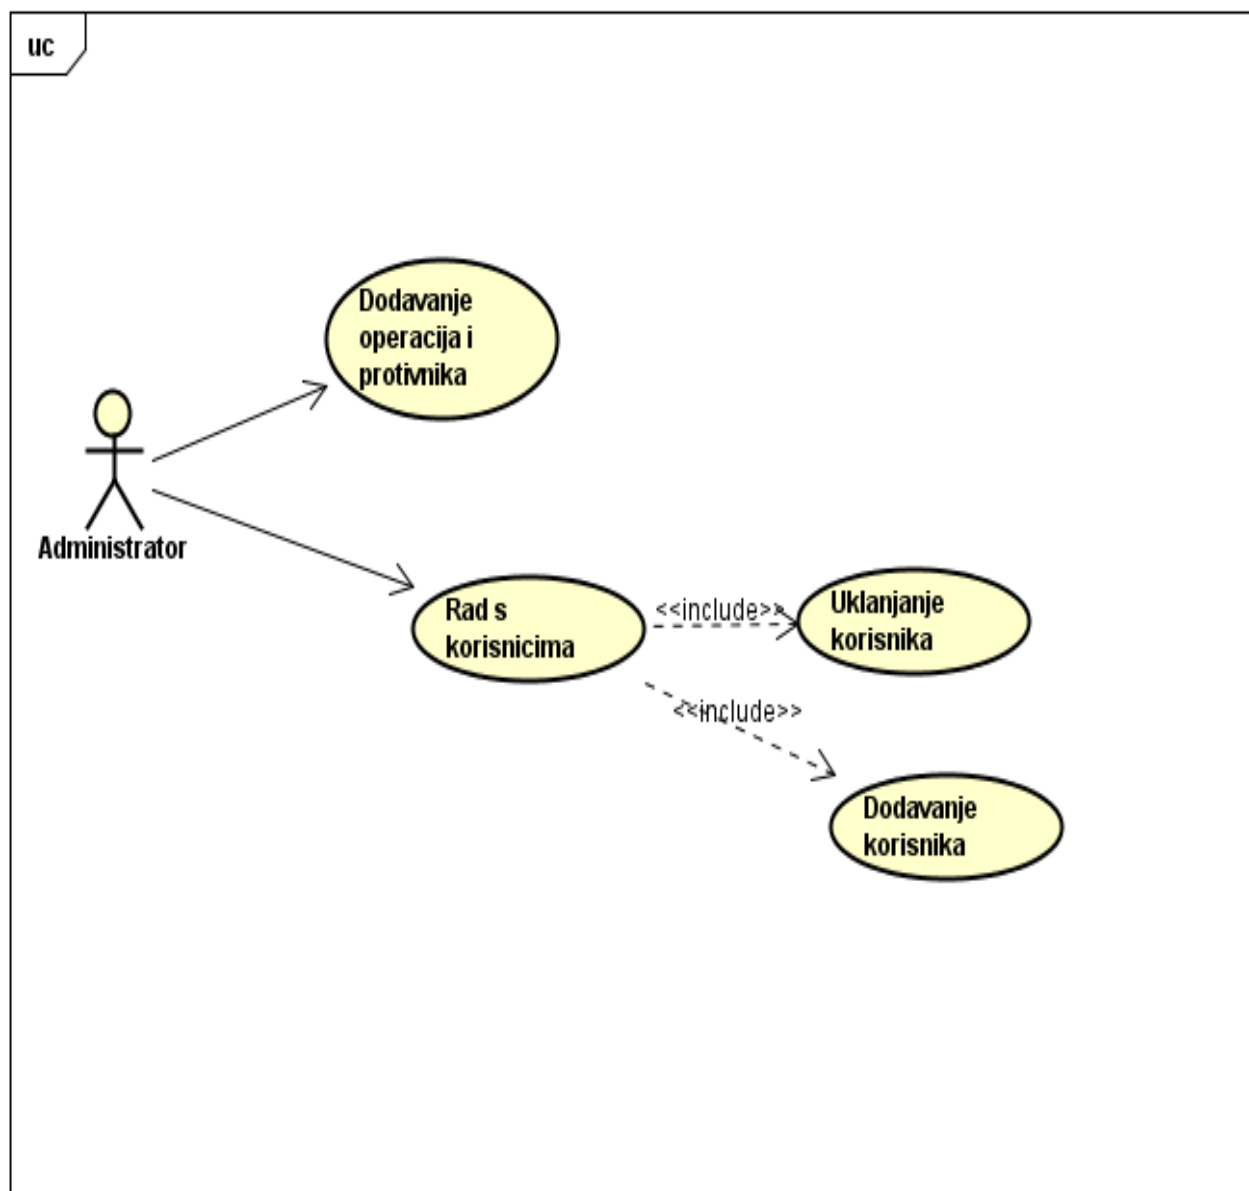 uc
Dodavanje
operacija i
protivnika
Administrator
Rad s
korisnicima
<<include>>
Uklanjanje
korisnika
<<include>>
Dodavanje
korisnika